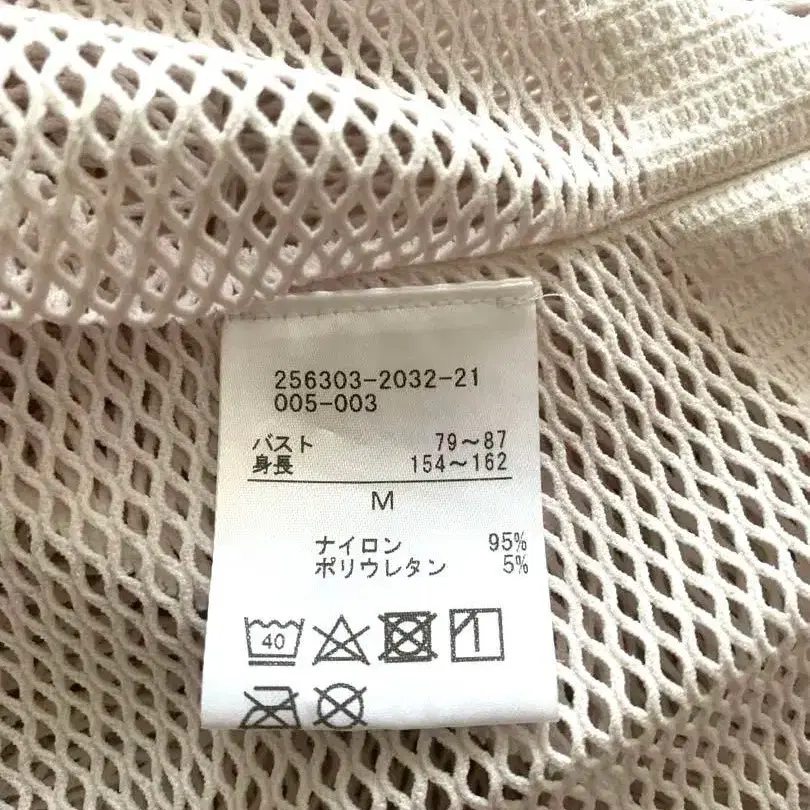 256303-2032-21
005-003
バスト 79～87
身長 154～162
M
ナイロン 95%
ポリウレタン 5%
40